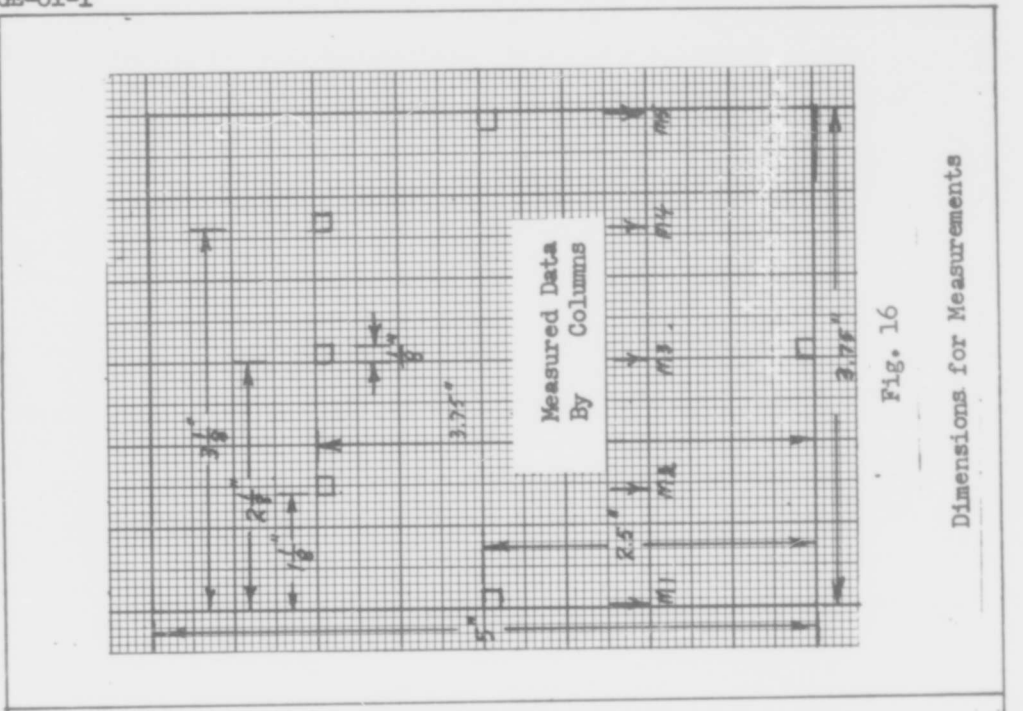 5"
3 1/8"
2 1/8"
1 1/8"
1/8"
3.75"
Measured Data
By Columns
2.5"
M1 M2 M3 M4 M5
3.75"
Fig. 16
Dimensions for Measurements